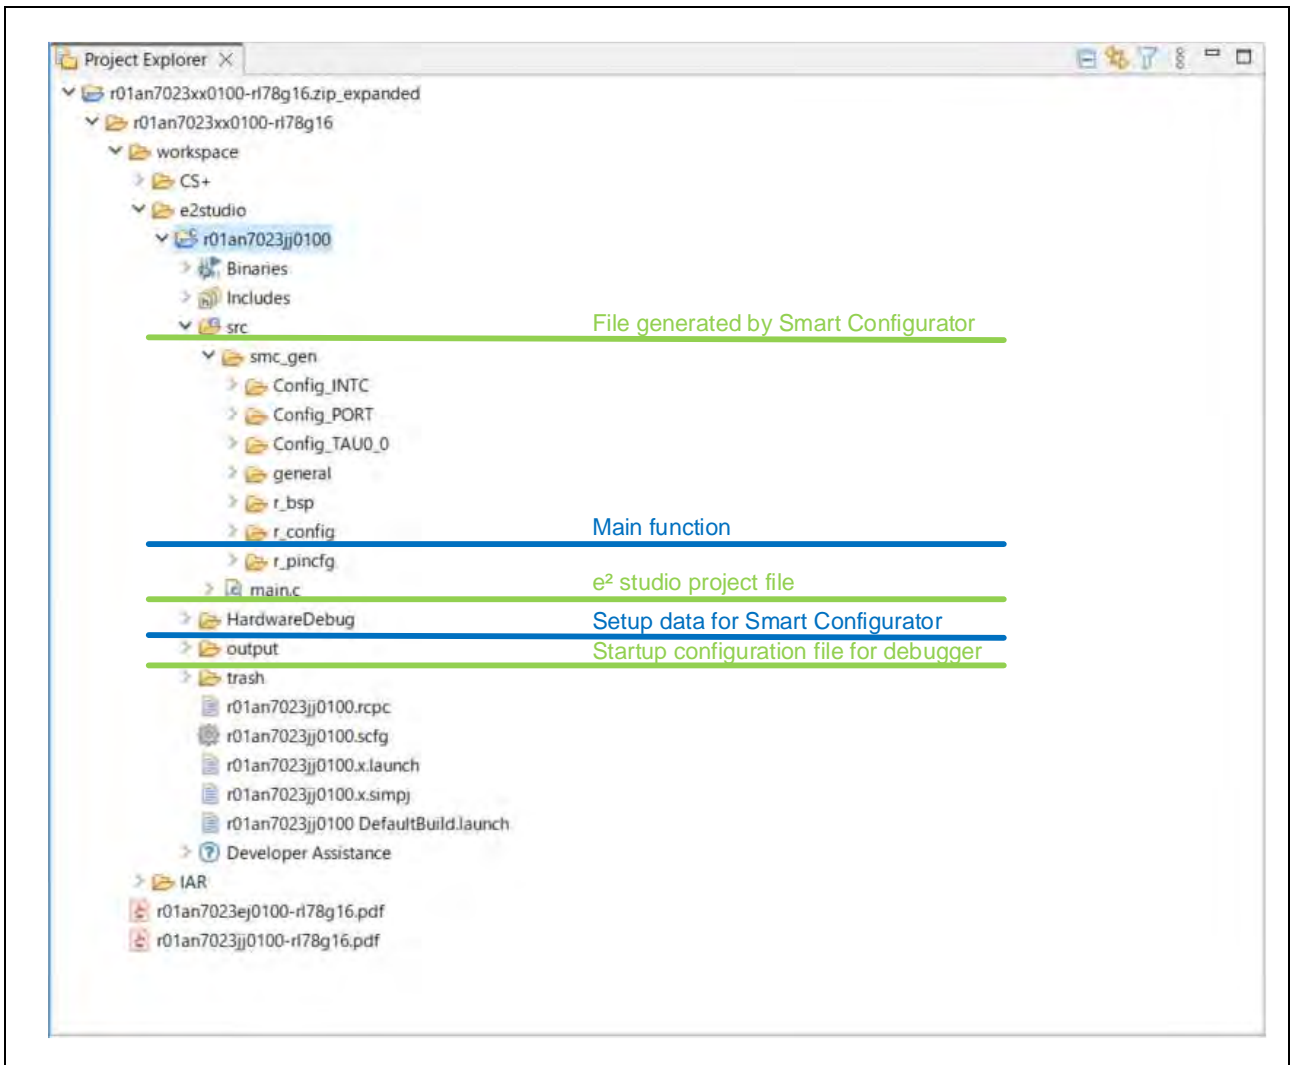 Project Explorer
r01an7023xx0100-rl78g16.zip_expanded
r01an7023xx0100-rl78g16
workspace
CS+
e2studio
r01an7023jj0100
Binaries
Includes
src File generated by Smart Configurator
smc_gen
Config_INTC
Config_PORT
Config_TAU0_0
general
r_bsp
r_config Main function
r_pincfg
main.c e² studio project file
HardwareDebug Setup data for Smart Configurator
output Startup configuration file for debugger
trash
r01an7023jj0100.rcpc
r01an7023jj0100.scfg
r01an7023jj0100.x.launch
r01an7023jj0100.x.simpj
r01an7023jj0100 DefaultBuild.launch
Developer Assistance
IAR
r01an7023ej0100-rl78g16.pdf
r01an7023jj0100-rl78g16.pdf